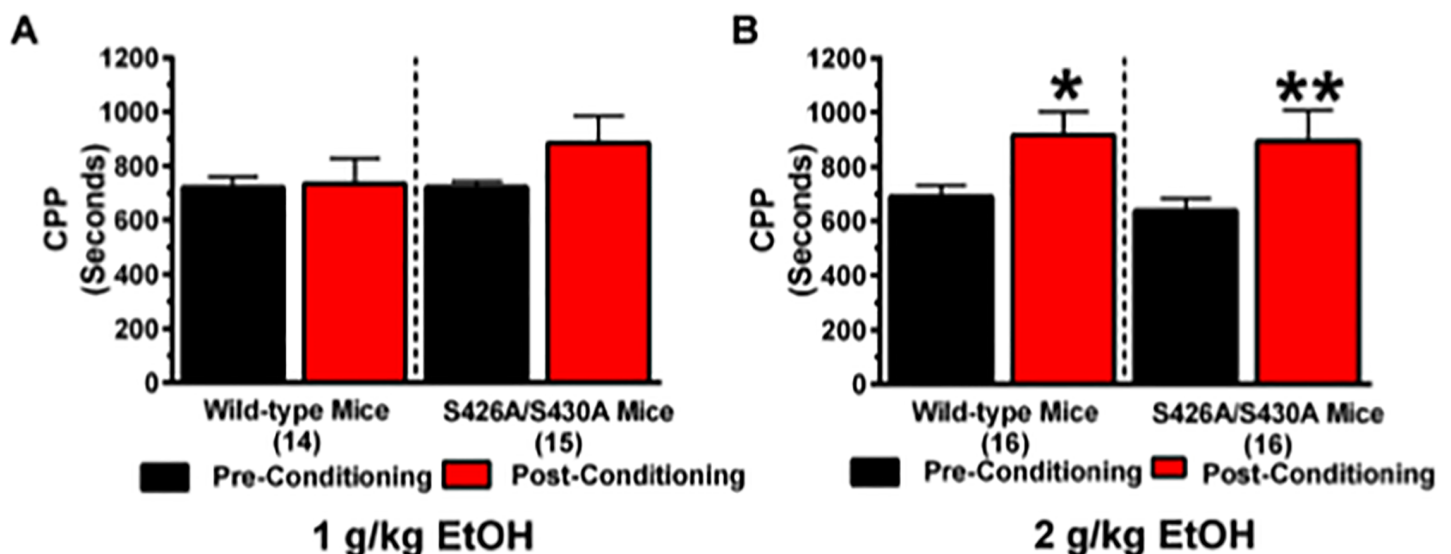 A
1200
1000
800
600
400
200
0
CPP
(Seconds)
Wild-type Mice
(14)
S426A/S430A Mice
(15)
Pre-Conditioning
Post-Conditioning
1 g/kg EtOH
B
1200
1000
800
600
400
200
0
CPP
(Seconds)
*
**
Wild-type Mice
(16)
S426A/S430A Mice
(16)
Pre-Conditioning
Post-Conditioning
2 g/kg EtOH